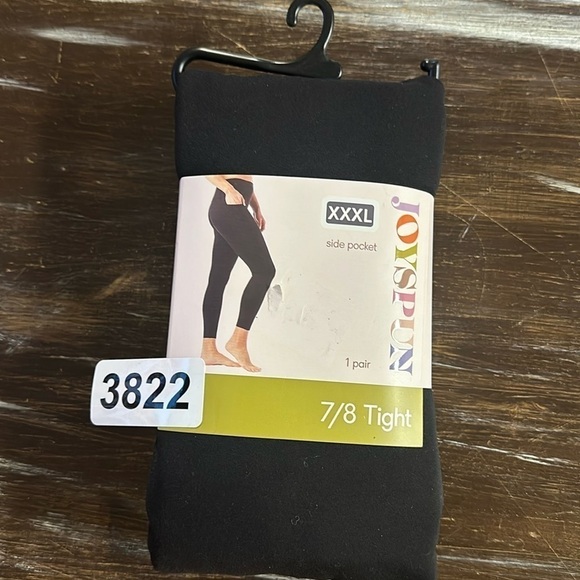 XXXL
side pocket
JOYSPUN
1 pair
3822
7/8 Tight